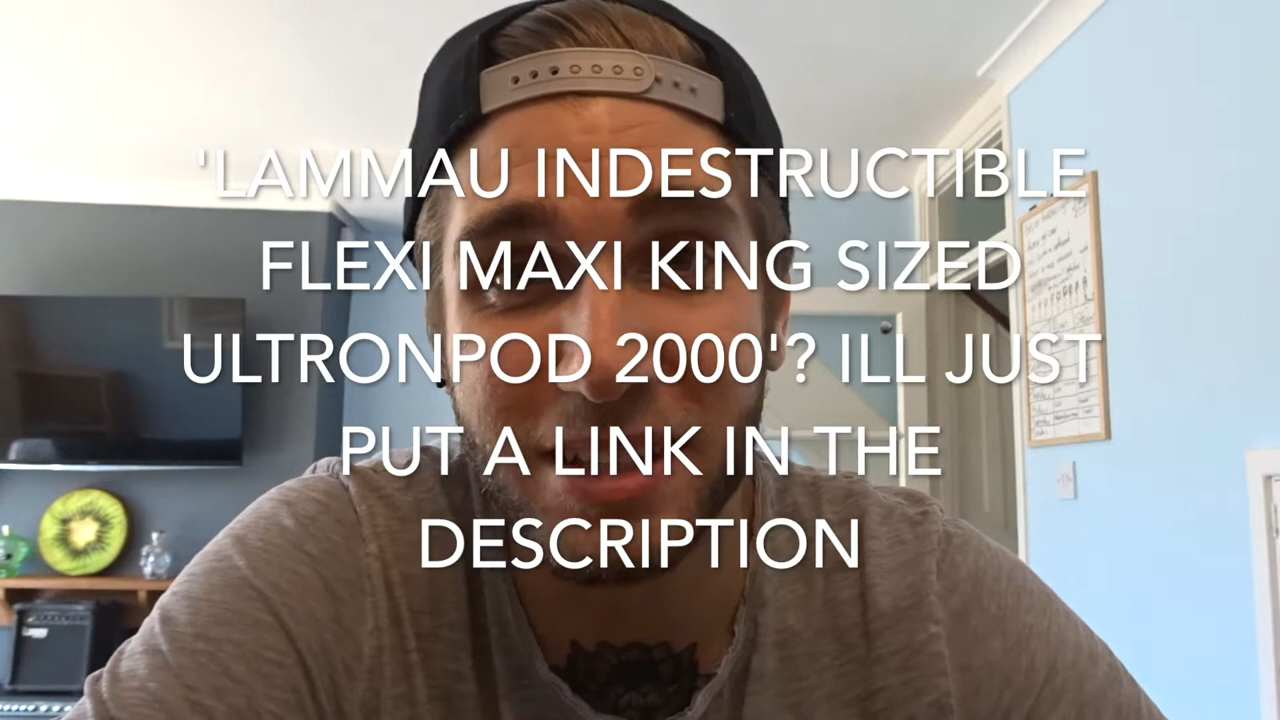 'LAMMAU INDESTRUCTIBLE
FLEXI MAXI KING SIZED
ULTRONPOD 2000'? ILL JUST
PUT A LINK IN THE
DESCRIPTION